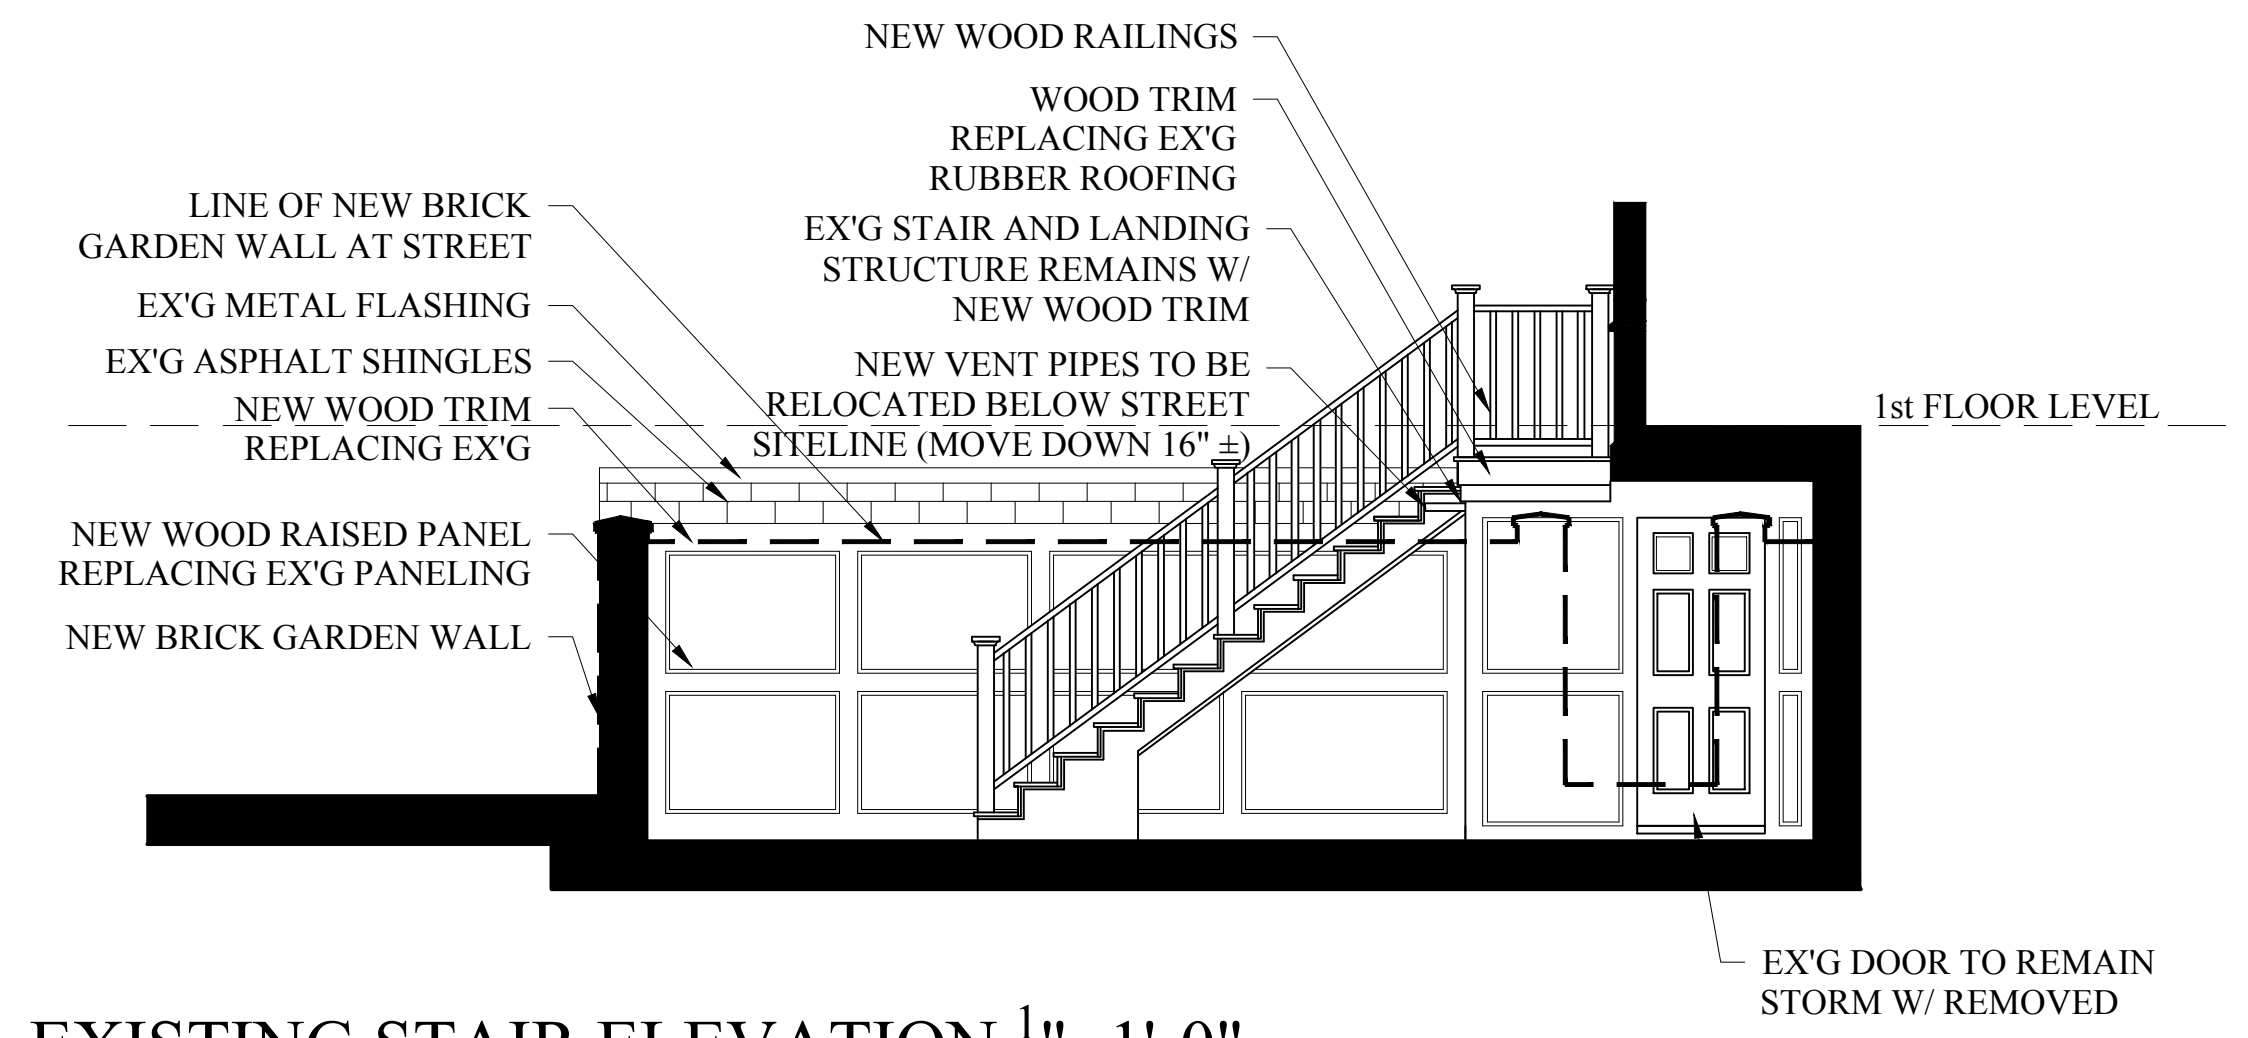 NEW WOOD RAILINGS
WOOD TRIM
REPLACING EX'G
RUBBER ROOFING
LINE OF NEW BRICK
GARDEN WALL AT STREET
EX'G STAIR AND LANDING
STRUCTURE REMAINS W/
NEW WOOD TRIM
EX'G METAL FLASHING
EX'G ASPHALT SHINGLES
NEW VENT PIPES TO BE
RELOCATED BELOW STREET
SITELINE (MOVE DOWN 16" ±)
NEW WOOD TRIM
REPLACING EX'G
1st FLOOR LEVEL
NEW WOOD RAISED PANEL
REPLACING EX'G PANELING
NEW BRICK GARDEN WALL
EX'G DOOR TO REMAIN
STORM W/ REMOVED
EXISTING STAIR ELEVATION